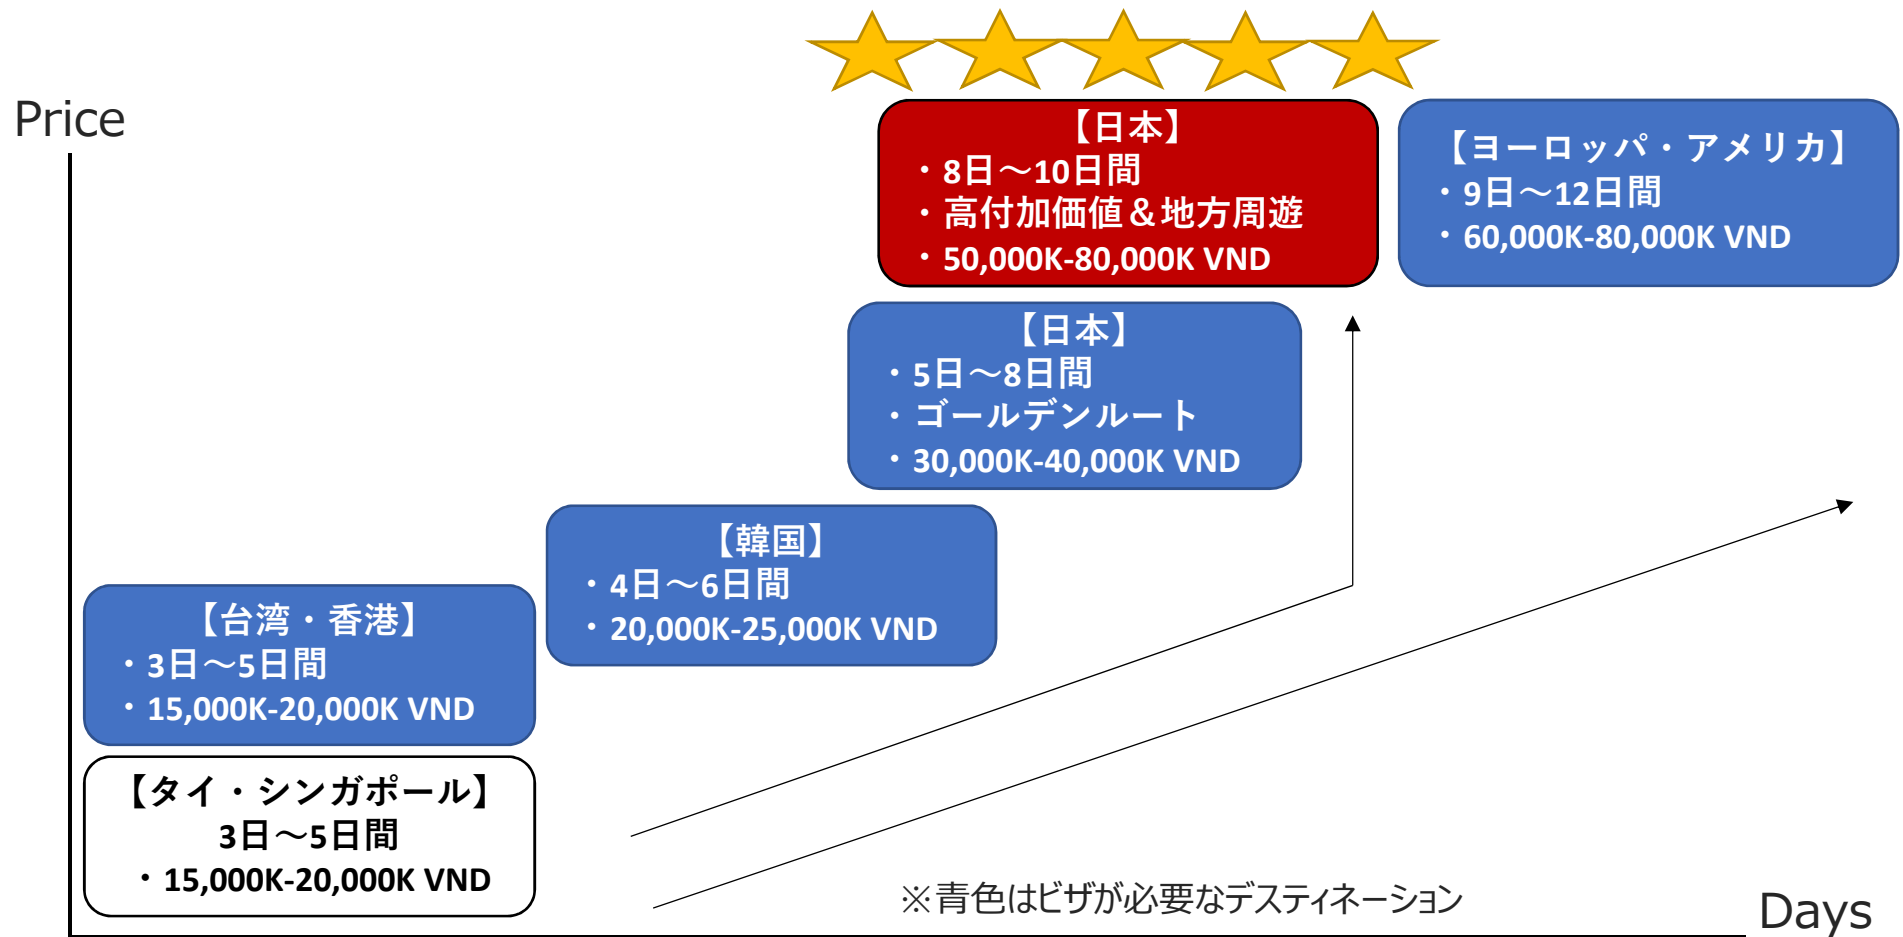 Price
【日本】
・8日～10日間
・高付加価値＆地方周遊
・50,000K-80,000K VND
【ヨーロッパ・アメリカ】
・9日～12日間
・60,000K-80,000K VND
【日本】
・5日～8日間
・ゴールデンルート
・30,000K-40,000K VND
【韓国】
・4日～6日間
・20,000K-25,000K VND
【台湾・香港】
・3日～5日間
・15,000K-20,000K VND
【タイ・シンガポール】
3日～5日間
・15,000K-20,000K VND
※青色はビザが必要なデスティネーション
Days